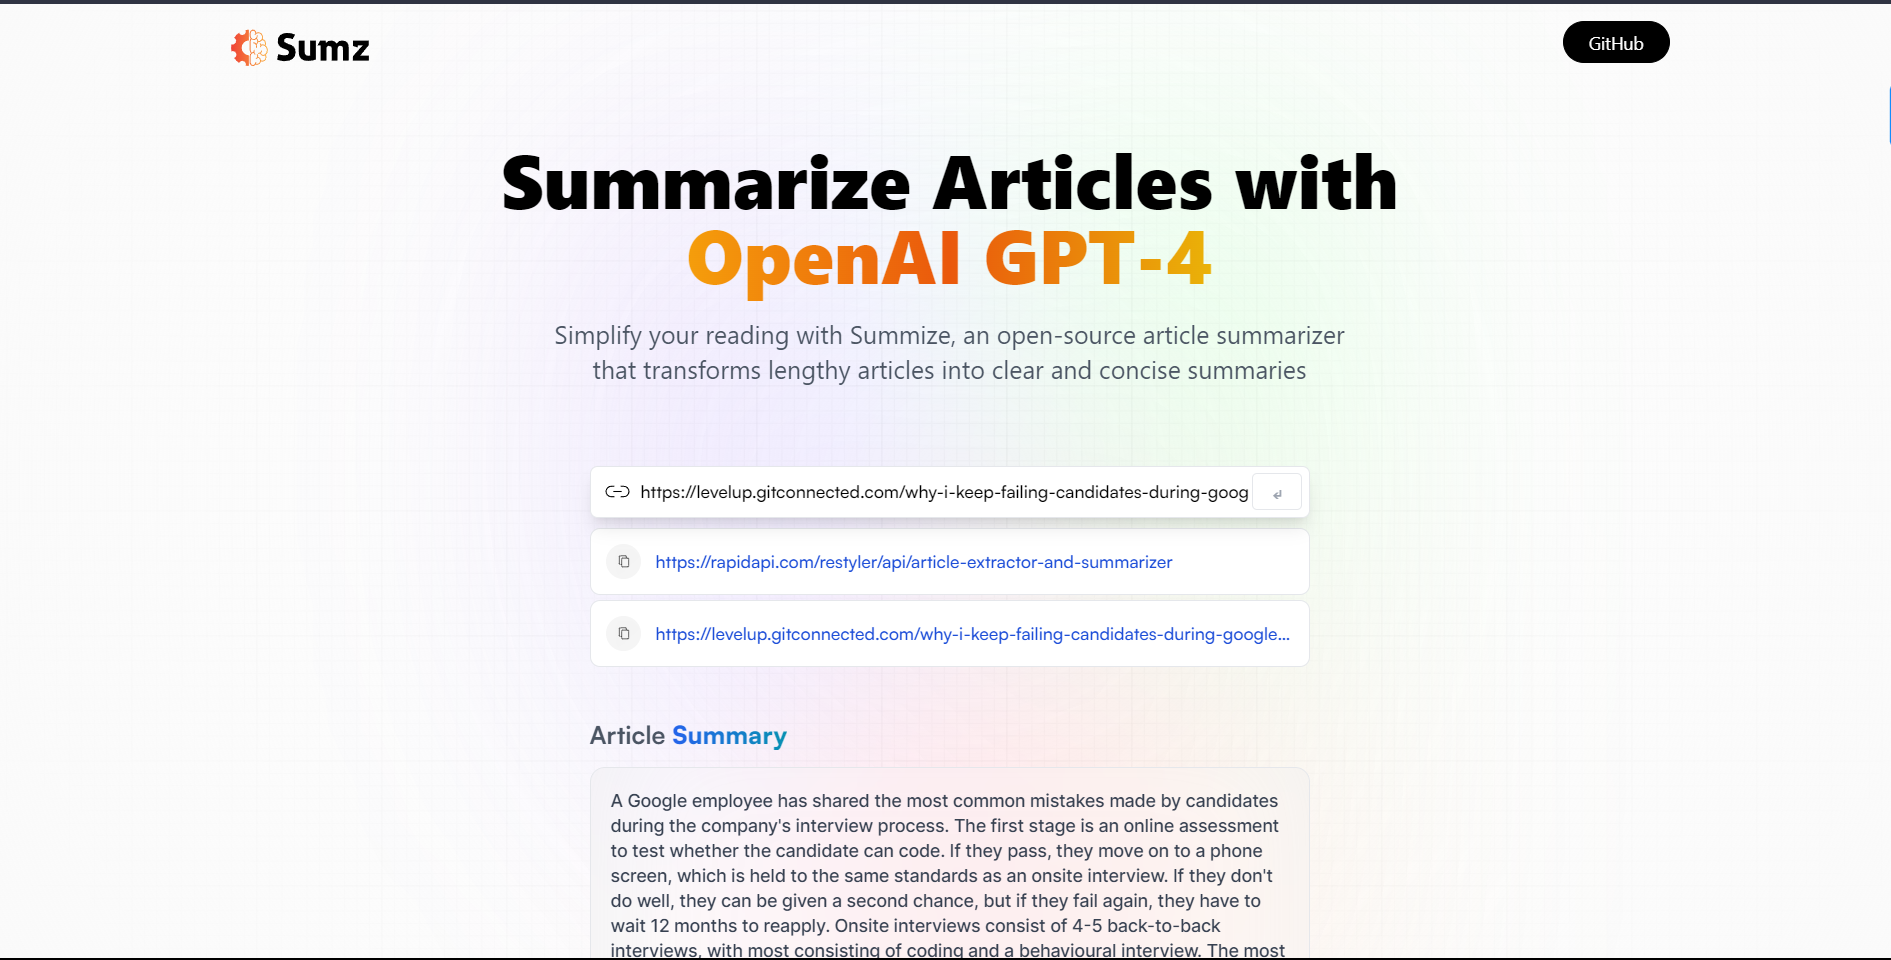 Sumz
GitHub
Summarize Articles with
OpenAI GPT-4
Simplify your reading with Summize, an open-source article summarizer
that transforms lengthy articles into clear and concise summaries
https://levelup.gitconnected.com/why-i-keep-failing-candidates-during-goog
https://rapidapi.com/restyler/api/article-extractor-and-summarizer
https://levelup.gitconnected.com/why-i-keep-failing-candidates-during-google...
Article Summary
A Google employee has shared the most common mistakes made by candidates
during the company's interview process. The first stage is an online assessment
to test whether the candidate can code. If they pass, they move on to a phone
screen, which is held to the same standards as an onsite interview. If they don't
do well, they can be given a second chance, but if they fail again, they have to
wait 12 months to reapply. Onsite interviews consist of 4-5 back-to-back
interviews, with most consisting of coding and a behavioural interview. The most